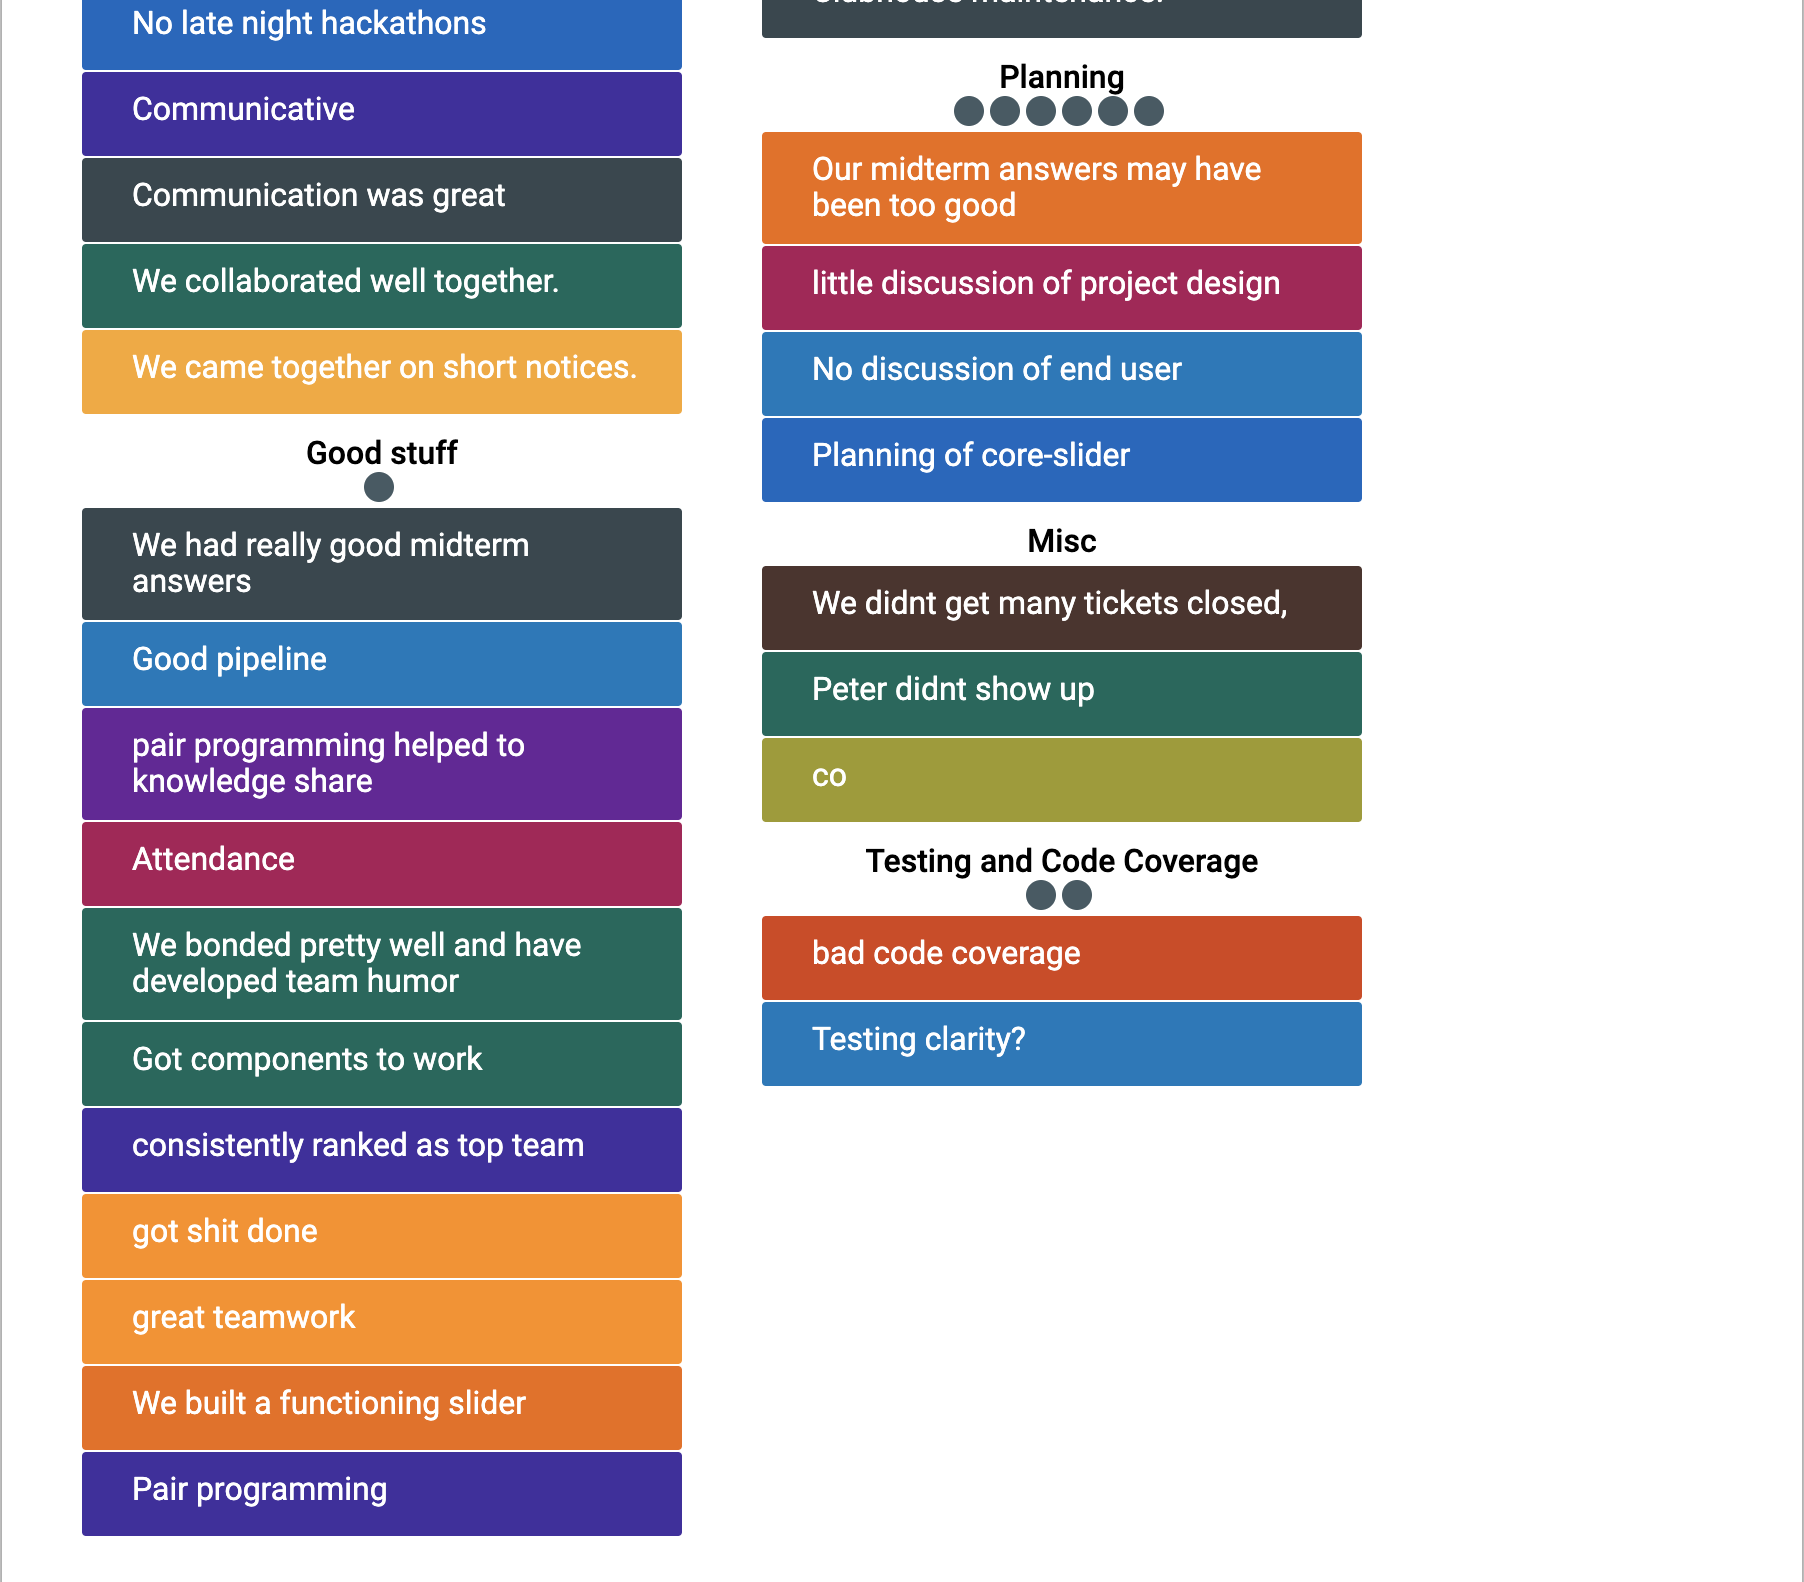 No late night hackathons
Communicative
Communication was great
We collaborated well together.
We came together on short notices.
Good stuff
We had really good midterm
answers
Good pipeline
pair programming helped to
knowledge share
Attendance
We bonded pretty well and have
developed team humor
Got components to work
consistently ranked as top team
got shit done
great teamwork
We built a functioning slider
Pair programming
Planning
Our midterm answers may have
been too good
little discussion of project design
No discussion of end user
Planning of core-slider
Misc
We didnt get many tickets closed,
Peter didnt show up
co
Testing and Code Coverage
bad code coverage
Testing clarity?